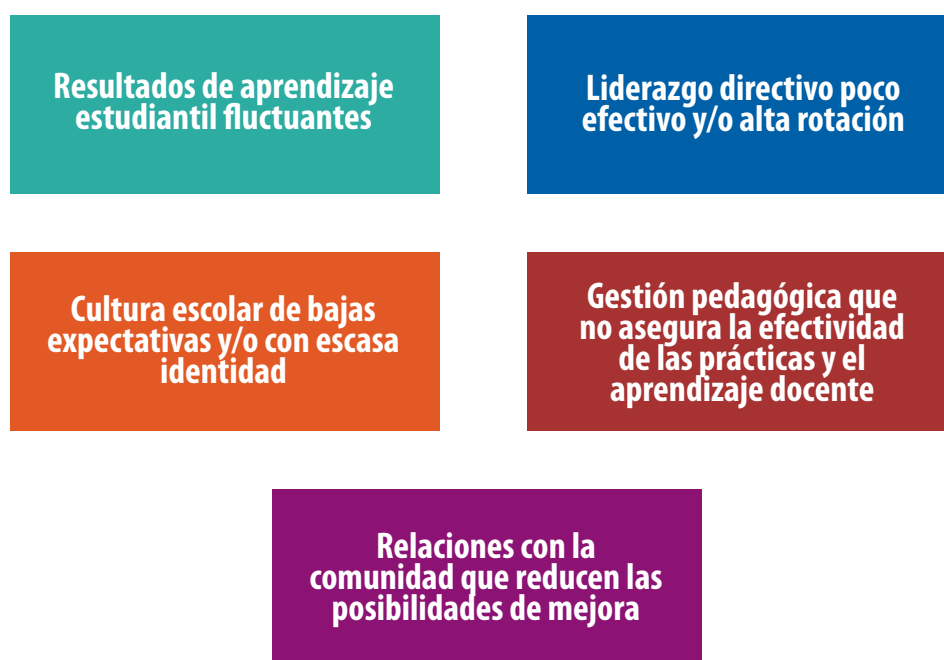 Resultados de aprendizaje
estudiantil fluctuantes
Liderazgo directivo poco
efectivo y/o alta rotación
Cultura escolar de bajas
expectativas y/o con escasa
identidad
Gestión pedagógica que
no asegura la efectividad
de las prácticas y el
aprendizaje docente
Relaciones con la
comunidad que reducen las
posibilidades de mejora